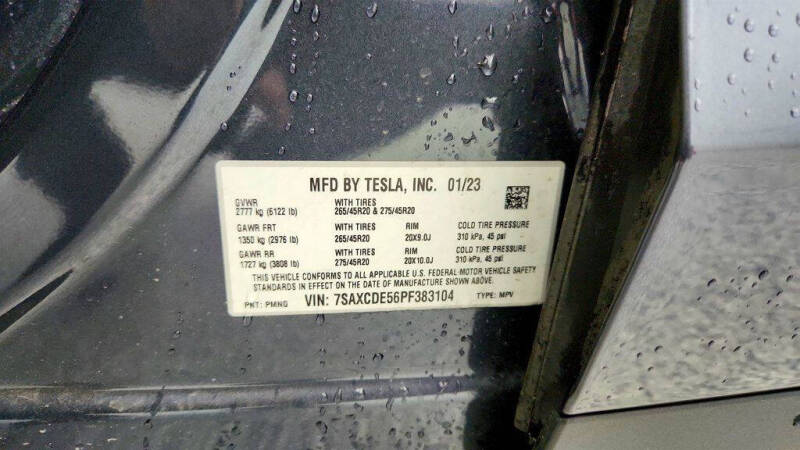 MFD BY TESLA, INC. 01/23
GVWR WITH TIRES
2777 kg (6122 lb) 265/45R20 & 275/45R20
GAWR FRT WITH TIRES RIM COLD TIRE PRESSURE
1350 kg (2976 lb) 265/45R20 20X9.0J 310 kPa, 45 psi
GAWR RR WITH TIRES RIM COLD TIRE PRESSURE
1727 kg (3808 lb) 275/45R20 20X10.0J 310 kPa, 45 psi
THIS VEHICLE CONFORMS TO ALL APPLICABLE U.S. FEDERAL MOTOR VEHICLE SAFETY
STANDARDS IN EFFECT ON THE DATE OF MANUFACTURE SHOWN ABOVE.
PNT: PMNG VIN: 7SAXCDE56PF383104 TYPE: MPV